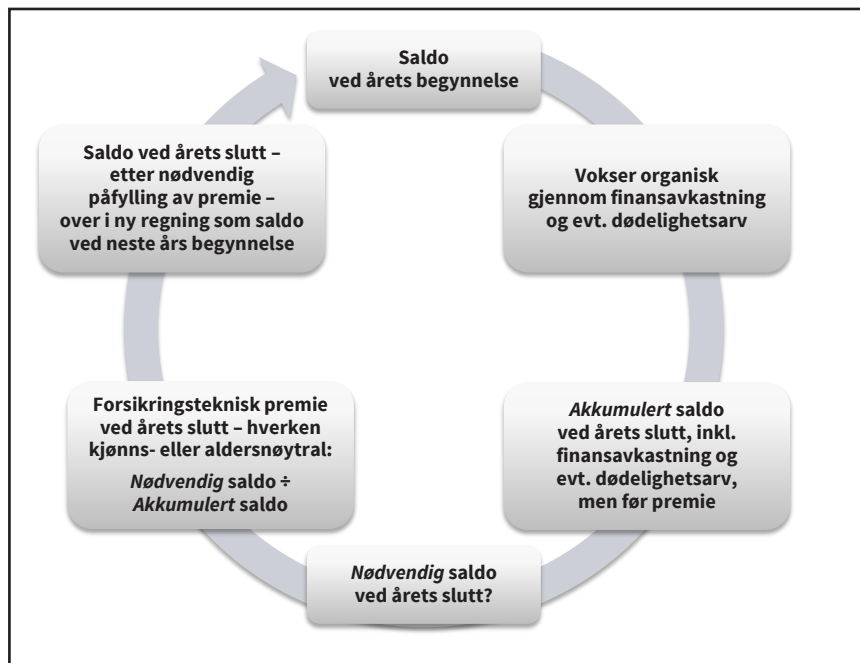 Saldo
ved årets begynnelse
Vokser organisk
gjennom finansavkastning
og evt. dødelighetsarv
Akkumulert saldo
ved årets slutt, inkl.
finansavkastning og
evt. dødelighetsarv,
men før premie
Nødvendig saldo
ved årets slutt?
Forsikringsteknisk premie
ved årets slutt – hverken
kjønns- eller aldersnøytral:
Nødvendig saldo ÷
Akkumulert saldo
Saldo ved årets slutt –
etter nødvendig
påfylling av premie –
over i ny regning som saldo
ved neste års begynnelse